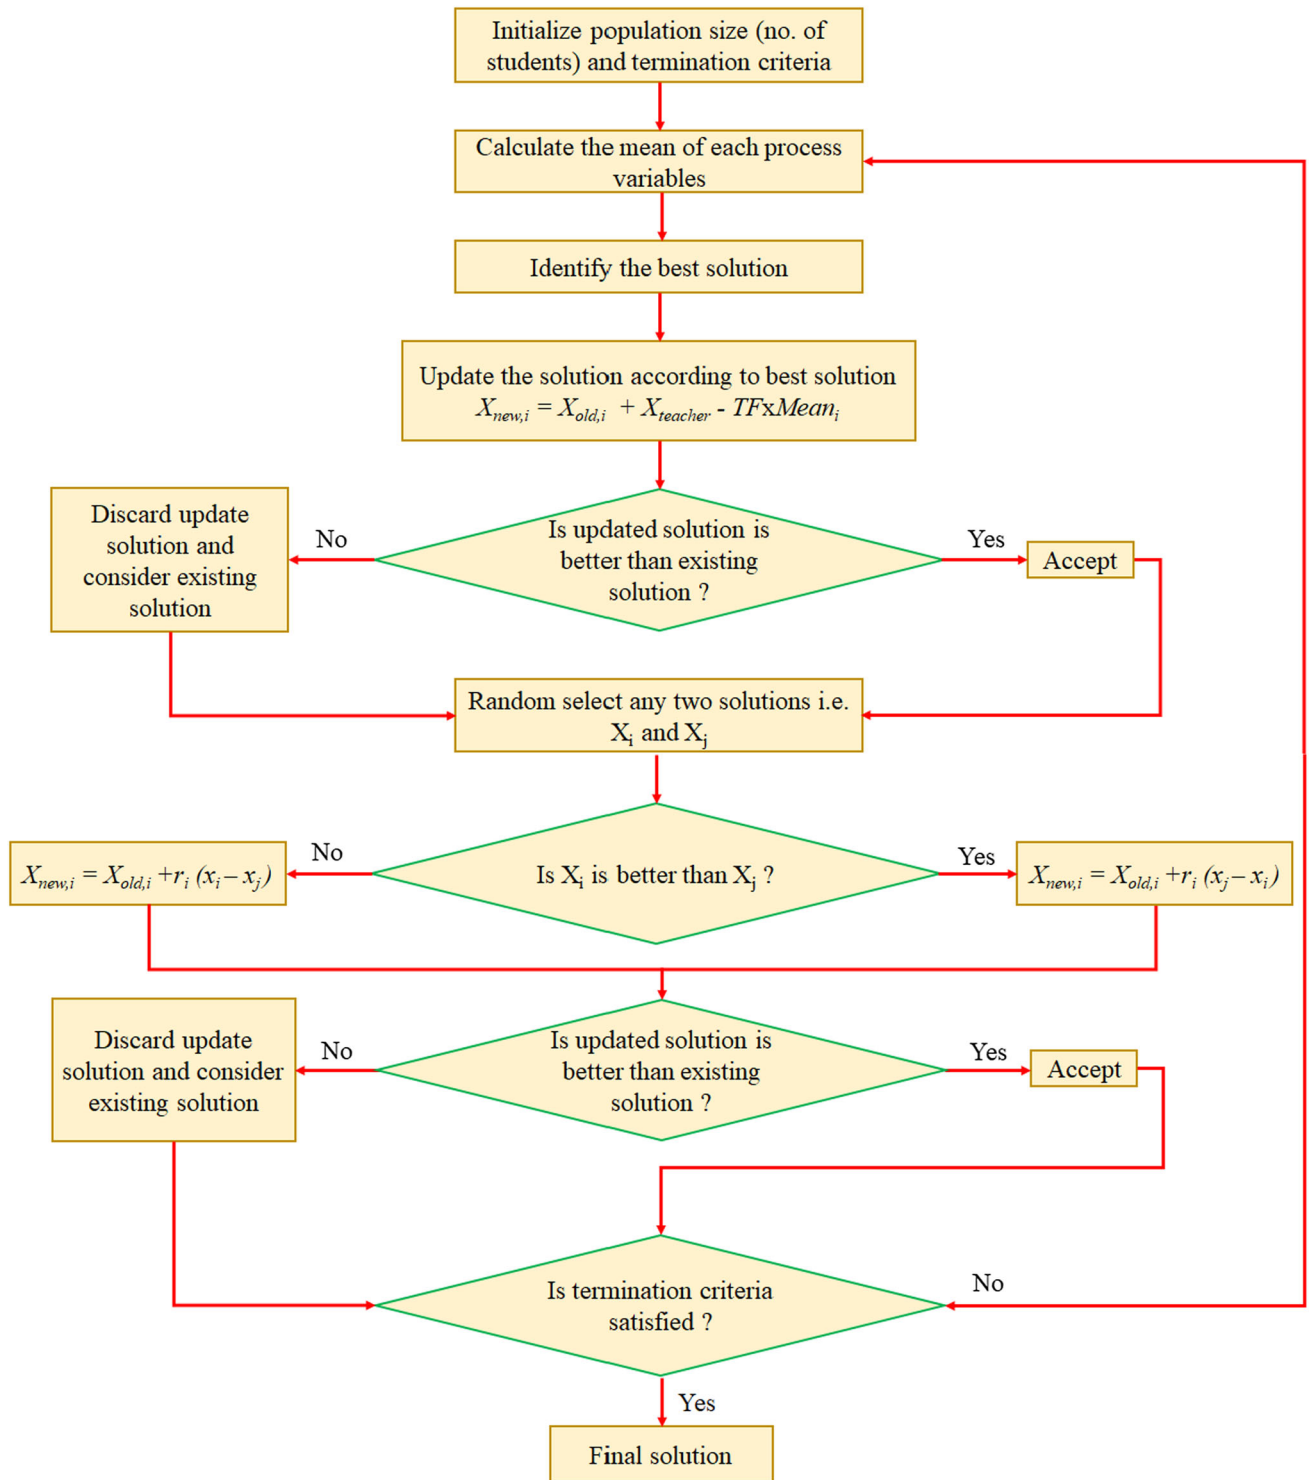 Initialize population size (no. of
students) and termination criteria
Calculate the mean of each process
variables
Identify the best solution
Update the solution according to best solution
X_new,i = X_old,i + X_teacher - TFxMean_i
Is updated solution is
better than existing
solution ?
No
Yes
Discard update
solution and
consider existing
solution
Accept
Random select any two solutions i.e.
X_i and X_j
Is X_i is better than X_j ?
No
Yes
X_new,i = X_old,i +r_i (x_i – x_j)
X_new,i = X_old,i +r_i (x_j – x_i)
Is updated solution is
better than existing
solution ?
No
Yes
Discard update
solution and consider
existing solution
Accept
Is termination criteria
satisfied ?
No
Yes
Final solution